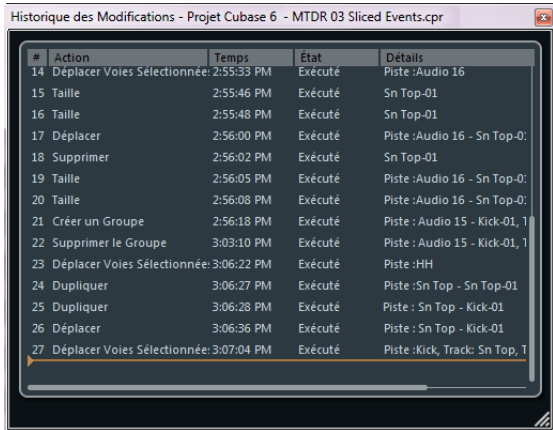 Historique des Modifications - Projet Cubase 6 - MTDR 03 Sliced Events.cpr
# Action Temps État Détails
14 Déplacer Voies Sélectionnée: 2:55:33 PM Exécuté Piste :Audio 16
15 Taille 2:55:46 PM Exécuté Sn Top-01
16 Taille 2:55:48 PM Exécuté Sn Top-01
17 Déplacer 2:56:00 PM Exécuté Piste :Audio 16 - Sn Top-0
18 Supprimer 2:56:02 PM Exécuté Sn Top-01
19 Taille 2:56:05 PM Exécuté Piste :Audio 16 - Sn Top-0
20 Taille 2:56:08 PM Exécuté Piste :Audio 16 - Sn Top-0
21 Créer un Groupe 2:56:18 PM Exécuté Piste : Audio 15 - Kick-01, T
22 Supprimer le Groupe 3:03:10 PM Exécuté Piste : Audio 15 - Kick-01, T
23 Déplacer Voies Sélectionnée: 3:06:22 PM Exécuté Piste :HH
24 Dupliquer 3:06:27 PM Exécuté Piste :Sn Top - Sn Top-01
25 Dupliquer 3:06:28 PM Exécuté Piste : Sn Top - Kick-01
26 Déplacer 3:06:36 PM Exécuté Piste : Sn Top - Kick-01
27 Déplacer Voies Sélectionnée: 3:07:04 PM Exécuté Piste :Kick, Track: Sn Top, T